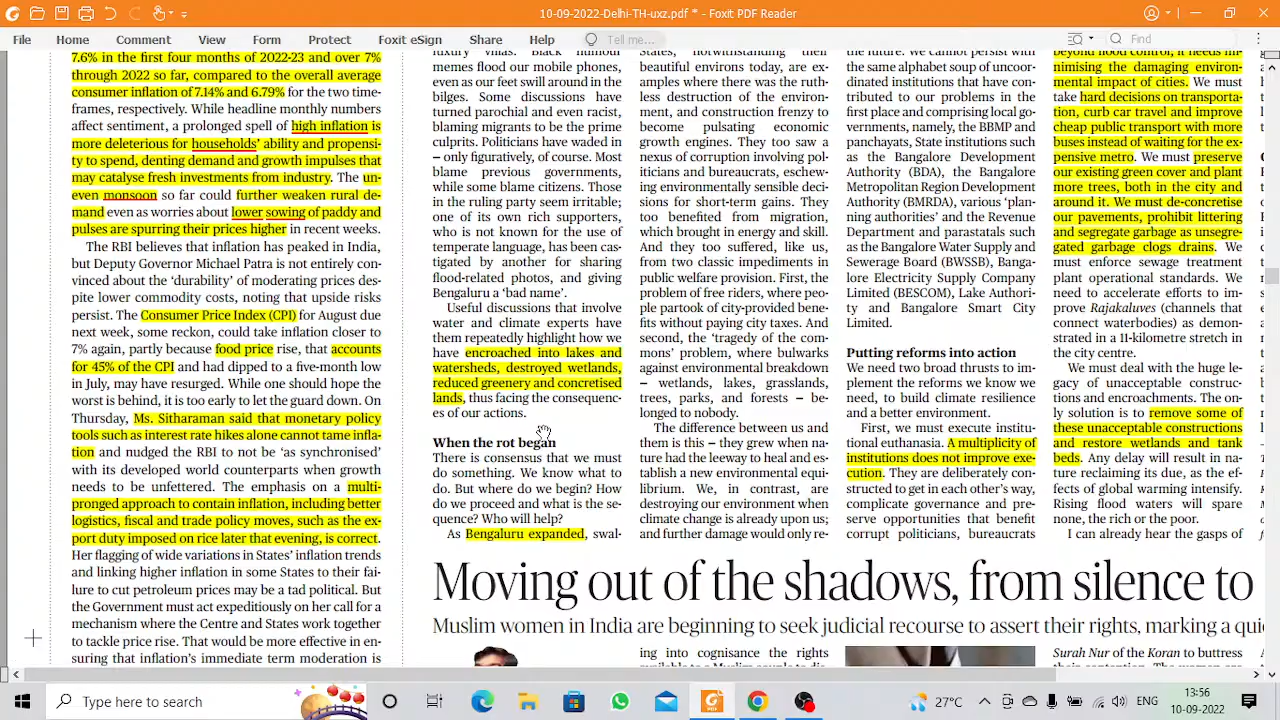 10-09-2022-Delhi-TH-uxz.pdf * - Foxit PDF Reader
File Home Comment View Form Protect Foxit eSign Share Help Tell me... Find
7.6% in the first four months of 2022-23 and over 7%
through 2022 so far, compared to the overall average
consumer inflation of 7.14% and 6.79% for the two time-
frames, respectively. While headline monthly numbers
affect sentiment, a prolonged spell of high inflation is
more deleterious for households' ability and propensi-
ty to spend, denting demand and growth impulses that
may catalyse fresh investments from industry. The un-
even monsoon so far could further weaken rural de-
mand even as worries about lower sowing of paddy and
pulses are spurring their prices higher in recent weeks.
The RBI believes that inflation has peaked in India,
but Deputy Governor Michael Patra is not entirely con-
vinced about the 'durability' of moderating prices des-
pite lower commodity costs, noting that upside risks
persist. The Consumer Price Index (CPI) for August due
next week, some reckon, could take inflation closer to
7% again, partly because food price rise, that accounts
for 45% of the CPI and had dipped to a five-month low
in July, may have resurged. While one should hope the
worst is behind, it is too early to let the guard down. On
Thursday, Ms. Sitharaman said that monetary policy
tools such as interest rate hikes alone cannot tame infla-
tion and nudged the RBI to not be 'as synchronised'
with its developed world counterparts when growth
needs to be unfettered. The emphasis on a multi-
pronged approach to contain inflation, including better
logistics, fiscal and trade policy moves, such as the ex-
port duty imposed on rice later that evening, is correct.
Her flagging of wide variations in States' inflation trends
and linking higher inflation in some States to their fai-
lure to cut petroleum prices may be a tad political. But
the Government must act expeditiously on her call for a
mechanism where the Centre and States work together
to tackle price rise. That would be more effective in en-
suring that inflation's immediate term moderation is
luxury villas. Black humour
memes flood our mobile phones,
even as our feet swill around in the
bilges. Some discussions have
turned parochial and even racist,
blaming migrants to be the prime
culprits. Politicians have waded in
– only figuratively, of course. Most
blame previous governments,
while some blame citizens. Those
in the ruling party seem irritable;
one of its own rich supporters,
who is not known for the use of
temperate language, has been cas-
tigated by another for sharing
flood-related photos, and giving
Bengaluru a 'bad name'.
Useful discussions that involve
water and climate experts have
them repeatedly highlight how we
have encroached into lakes and
watersheds, destroyed wetlands,
reduced greenery and concretised
lands, thus facing the consequenc-
es of our actions.
When the rot began
There is consensus that we must
do something. We know what to
do. But where do we begin? How
do we proceed and what is the se-
quence? Who will help?
As Bengaluru expanded, swal-
States, notwithstanding their
beautiful environs today, are ex-
amples where there was the ruth-
less destruction of the environ-
ment, and construction frenzy to
become pulsating economic
growth engines. They too saw a
nexus of corruption involving pol-
iticians and bureaucrats, eschew-
ing environmentally sensible deci-
sions for short-term gains. They
too benefited from migration,
which brought in energy and skill.
And they too suffered, like us,
from two classic impediments in
public welfare provision. First, the
problem of free riders, where peo-
ple partook of city-provided bene-
fits without paying city taxes. And
second, the 'tragedy of the com-
mons' problem, where bulwarks
against environmental breakdown
– wetlands, lakes, grasslands,
trees, parks, and forests – be-
longed to nobody.
The difference between us and
them is this – they grew when na-
ture had the leeway to heal and es-
tablish a new environmental equi-
librium. We, in contrast, are
destroying our environment when
climate change is already upon us;
and further damage would only re-
the future. We cannot persist with
the same alphabet soup of uncoor-
dinated institutions that have con-
tributed to our problems in the
first place and comprising local go-
vernments, namely, the BBMP and
panchayats, State institutions such
as the Bangalore Development
Authority (BDA), the Bangalore
Metropolitan Region Development
Authority (BMRDA), various 'plan-
ning authorities' and the Revenue
Department and parastatals such
as the Bangalore Water Supply and
Sewerage Board (BWSSB), Banga-
lore Electricity Supply Company
Limited (BESCOM), Lake Authori-
ty and Bangalore Smart City
Limited.
Putting reforms into action
We need two broad thrusts to im-
plement the reforms we know we
need, to build climate resilience
and a better environment.
First, we must execute institu-
tional euthanasia. A multiplicity of
institutions does not improve exe-
cution. They are deliberately con-
structed to get in each other's way,
complicate governance and pre-
serve opportunities that benefit
corrupt politicians, bureaucrats
beyond flood control, it needs mi-
nimising the damaging environ-
mental impact of cities. We must
take hard decisions on transporta-
tion, curb car travel and improve
cheap public transport with more
buses instead of waiting for the ex-
pensive metro. We must preserve
our existing green cover and plant
more trees, both in the city and
around it. We must de-concretise
our pavements, prohibit littering
and segregate garbage as unsegre-
gated garbage clogs drains. We
must enforce sewage treatment
plant operational standards. We
need to accelerate efforts to im-
prove Rajakaluves (channels that
connect waterbodies) as demon-
strated in a 11-kilometre stretch in
the city centre.
We must deal with the huge le-
gacy of unacceptable construc-
tions and encroachments. The on-
ly solution is to remove some of
these unacceptable constructions
and restore wetlands and tank
beds. Any delay will result in na-
ture reclaiming its due, as the ef-
fects of global warming intensify.
Rising flood waters will spare
none, the rich or the poor.
I can already hear the gasps of
Moving out of the shadows, from silence to
Muslim women in India are beginning to seek judicial recourse to assert their rights, marking a qui
ing into cognisance the rights
Surah Nur of the Koran to buttress
Type here to search
27°C ENG 13:56
10-09-2022